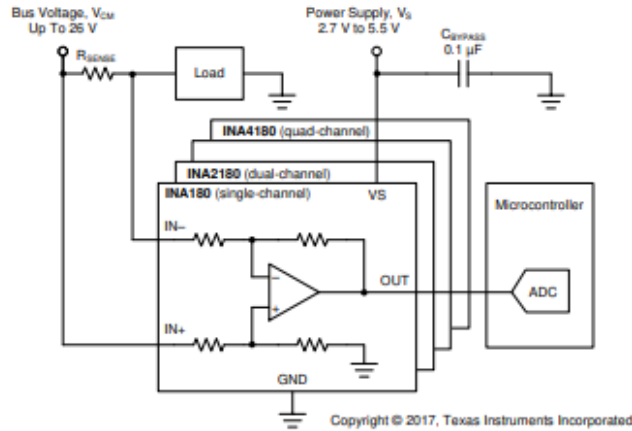 Bus Voltage, VCM
Up To 26 V
RSENSE
Load
Power Supply, VS
2.7 V to 5.5 V
CBYPASS
0.1 µF
INA4180 (quad-channel)
INA2180 (dual-channel)
INA180 (single-channel)
VS
Microcontroller
IN−
−
OUT
ADC
+
IN+
GND
Copyright © 2017, Texas Instruments Incorporated